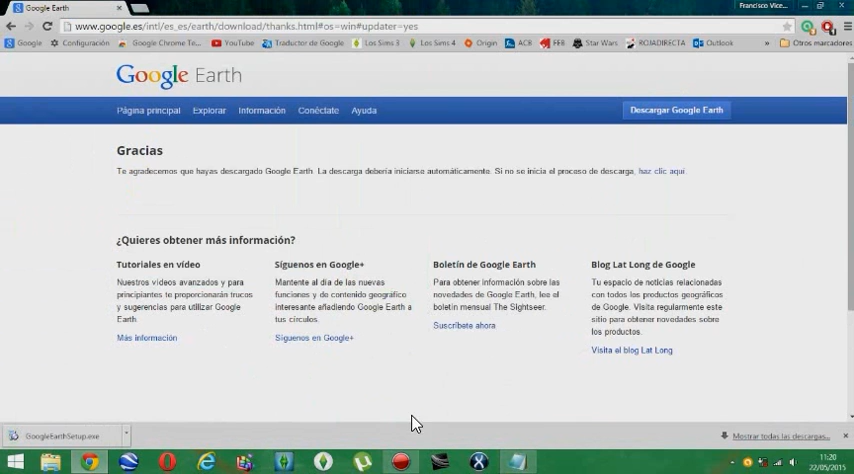 Google Earth
Francisco Vice...
www.google.es/intl/es_es/earth/download/thanks.html#os=win#updater=yes
Google Configuración Google Chrome Te... YouTube Traductor de Google Los Sims 3 Los Sims 4 Origin ACB FEB Star Wars ROJADIRECTA Outlook » Otros marcadores
Google Earth
Página principal Explorar Información Conéctate Ayuda Descargar Google Earth
Gracias
Te agradecemos que hayas descargado Google Earth. La descarga debería iniciarse automáticamente. Si no se inicia el proceso de descarga, haz clic aquí.
¿Quieres obtener más información?
Tutoriales en vídeo
Nuestros vídeos avanzados y para
principiantes te proporcionarán trucos
y sugerencias para utilizar Google
Earth
Más información
Síguenos en Google+
Mantente al día de las nuevas
funciones y de contenido geográfico
interesante añadiendo Google Earth a
tus círculos.
Síguenos en Google+
Boletín de Google Earth
Para obtener información sobre las
novedades de Google Earth, lee el
boletín mensual The Sightseer.
Suscríbete ahora
Blog Lat Long de Google
Tu espacio de noticias relacionadas
con todos los productos geográficos
de Google. Visita regularmente este
sitio para obtener novedades sobre
los productos.
Visita el blog Lat Long
GoogleEarthSetup.exe
Mostrar todas las descargas...
11:20
22/05/2015